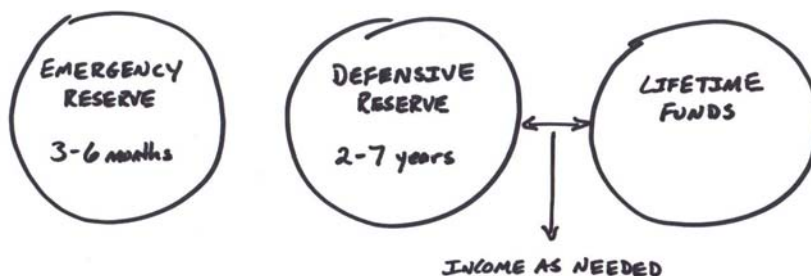 EMERGENCY
RESERVE
3-6 months
DEFENSIVE
RESERVE
2-7 years
LIFETIME
FUNDS
INCOME AS NEEDED